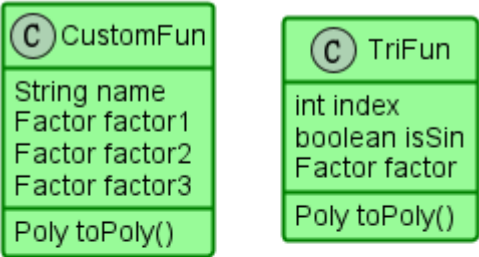 C CustomFun
String name
Factor factor1
Factor factor2
Factor factor3
Poly toPoly()
C TriFun
int index
boolean isSin
Factor factor
Poly toPoly()